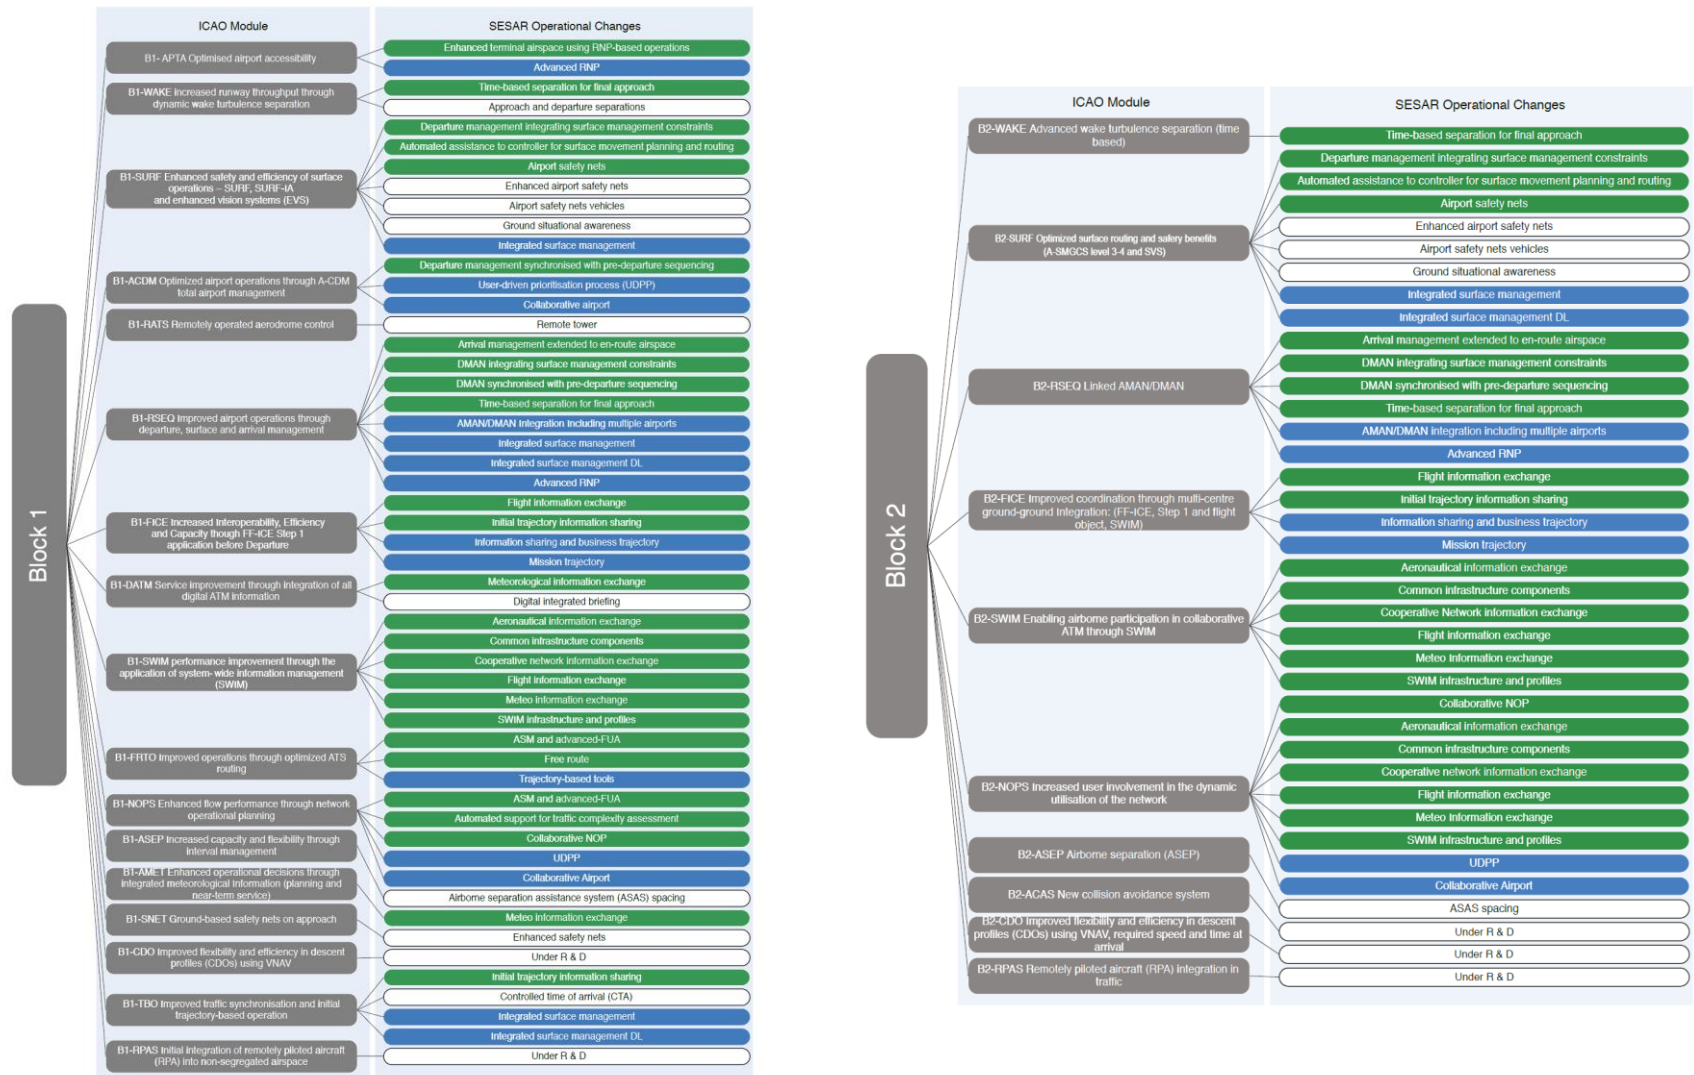 ICAO Module
SESAR Operational Changes
Block 1
B1- APTA Optimised airport accessibility
Enhanced terminal airspace using RNP-based operations
Advanced RNP
B1-WAKE increased runway throughput through
dynamic wake turbulence separation
Time-based separation for final approach
Approach and departure separations
B1-SURF Enhanced safety and efficiency of surface
operations – SURF, SURF-IA
and enhanced vision systems (EVS)
Departure management integrating surface management constraints
Automated assistance to controller for surface movement planning and routing
Airport safety nets
Enhanced airport safety nets
Airport safety nets vehicles
Ground situational awareness
Integrated surface management
B1-ACDM Optimized airport operations through A-CDM
total airport management
Departure management synchronised with pre-departure sequencing
User-driven prioritisation process (UDPP)
Collaborative airport
B1-RATS Remotely operated aerodrome control
Remote tower
B1-RSEQ Improved airport operations through
departure, surface and arrival management
Arrival management extended to en-route airspace
DMAN integrating surface management constraints
DMAN synchronised with pre-departure sequencing
Time-based separation for final approach
AMAN/DMAN Integration including multiple airports
Integrated surface management
Integrated surface management DL
Advanced RNP
B1-FICE Increased Interoperability, Efficiency
and Capacity though FF-ICE Step 1
application before Departure
Flight information exchange
Initial trajectory information sharing
Information sharing and business trajectory
Mission trajectory
B1-DATM Service improvement through integration of all
digital ATM information
Meteorological information exchange
Digital integrated briefing
B1-SWIM performance improvement through the
application of system- wide information management
(SWIM)
Aeronautical information exchange
Common infrastructure components
Cooperative network information exchange
Flight information exchange
Meteo information exchange
SWIM infrastructure and profiles
B1-FRTO Improved operations through optimized ATS
routing
ASM and advanced-FUA
Free route
Trajectory-based tools
B1-NOPS Enhanced flow performance through network
operational planning
ASM and advanced-FUA
Automated support for traffic complexity assessment
Collaborative NOP
UDPP
Collaborative Airport
B1-ASEP Increased capacity and flexibility through
interval management
Airborne separation assistance system (ASAS) spacing
B1-AMET Enhanced operational decisions through
integrated meteorological information (planning and
near-term service)
Meteo information exchange
B1-SNET Ground-based safety nets on approach
Enhanced safety nets
B1-CDO Improved flexibility and efficiency in descent
profiles (CDOs) using VNAV
Under R & D
B1-TBO Improved traffic synchronisation and initial
trajectory-based operation
Initial trajectory information sharing
Controlled time of arrival (CTA)
Integrated surface management
Integrated surface management DL
B1-RPAS Initial integration of remotely piloted aircraft
(RPA) into non-segregated airspace
Under R & D
ICAO Module
SESAR Operational Changes
Block 2
B2-WAKE Advanced wake turbulence separation (time
based)
Time-based separation for final approach
B2-SURF Optimized surface routing and salery benefits
(A-SMGCS level 3-4 and SVS)
Departure management integrating surface management constraints
Automated assistance to controller for surface movement planning and routing
Airport safety nets
Enhanced airport safety nets
Airport safety nets vehicles
Ground situational awareness
Integrated surface management
Integrated surface management DL
B2-RSEQ Linked AMAN/DMAN
Arrival management extended to en-route airspace
DMAN integrating surface management constraints
DMAN synchronised with pre-departure sequencing
Time-based separation for final approach
AMAN/DMAN integration including multiple airports
Advanced RNP
B2-FICE Improved coordination through multi-centre
ground-ground Integration: (FF-ICE, Step 1 and flight
object, SWIM)
Flight information exchange
Initial trajectory information sharing
Information sharing and business trajectory
Mission trajectory
B2-SWIM Enabling airborne participation in collaborative
ATM through SWIM
Aeronautical information exchange
Common infrastructure components
Cooperative Network information exchange
Flight information exchange
Meteo Information exchange
SWIM infrastructure and profiles
B2-NOPS Increased user involvement in the dynamic
utilisation of the network
Collaborative NOP
Aeronautical information exchange
Common infrastructure components
Cooperative network information exchange
Flight information exchange
Meteo Information exchange
SWIM infrastructure and profiles
UDPP
Collaborative Airport
B2-ASEP Airborne separation (ASEP)
ASAS spacing
B2-ACAS New collision avoidance system
Under R & D
B2-CDO Improved flexibility and efficiency in descent
profiles (CDOs) using VNAV, required speed and time at
arrival
Under R & D
B2-RPAS Remotely piloted aircraft (RPA) integration in
traffic
Under R & D